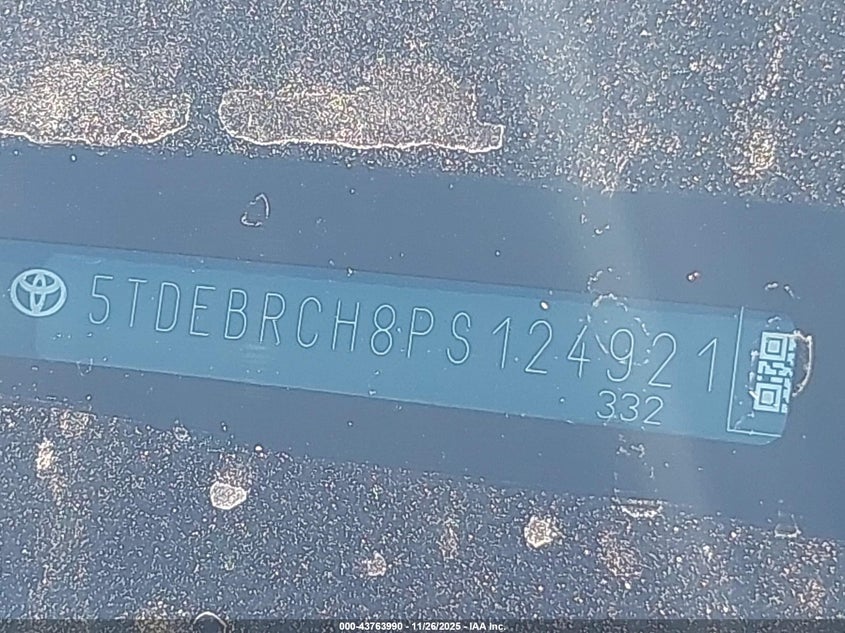 5TDEBRCH8PS124921
332
000-43763990 - 11/26/2025 - IAA Inc.